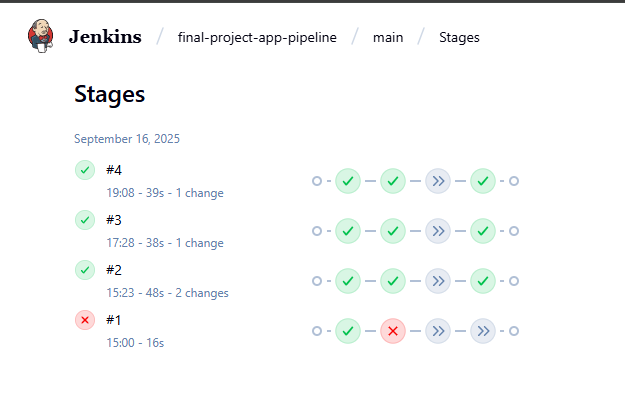 Jenkins / final-project-app-pipeline / main / Stages
Stages
September 16, 2025
#4
19:08 - 39s - 1 change
#3
17:28 - 38s - 1 change
#2
15:23 - 48s - 2 changes
#1
15:00 - 16s